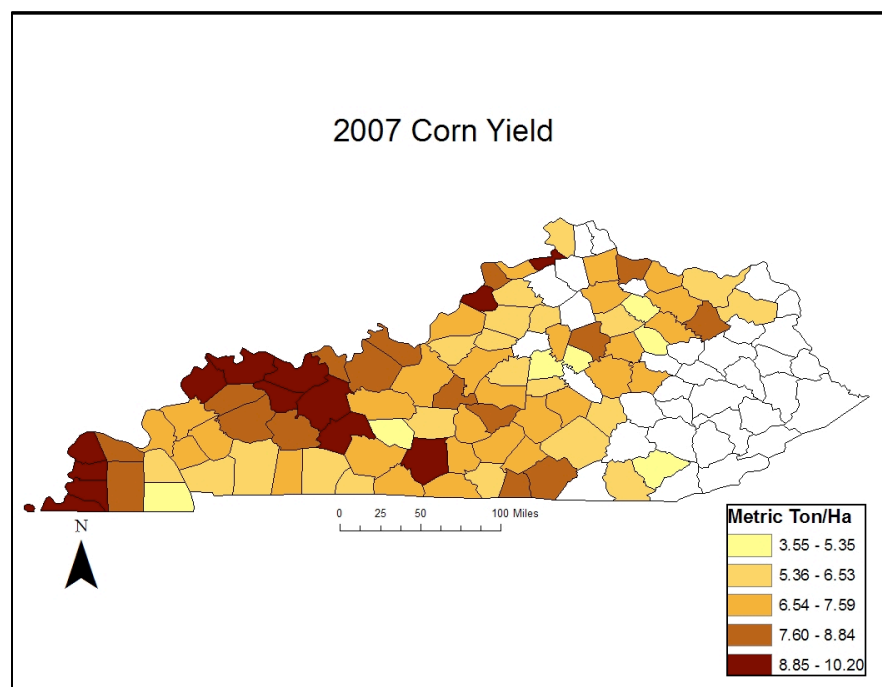 2007 Corn Yield
0 25 50 100 Miles
N
Metric Ton/Ha
3.55 - 5.35
5.36 - 6.53
6.54 - 7.59
7.60 - 8.84
8.85 - 10.20